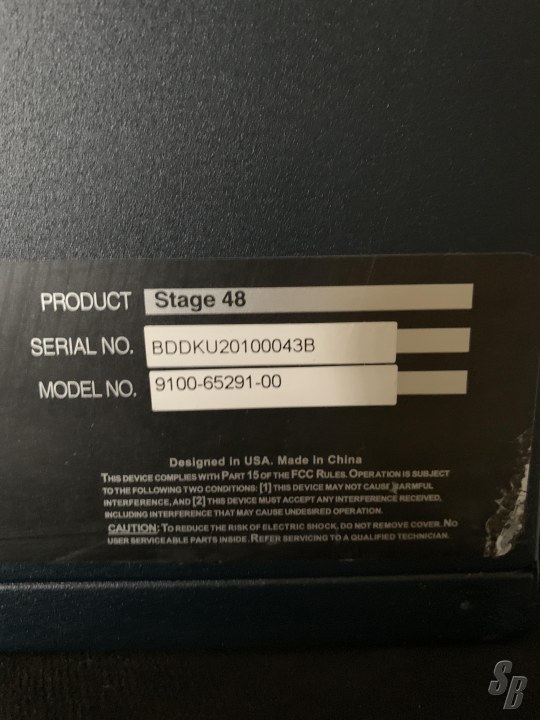 PRODUCT Stage 48
SERIAL NO. BDDKU20100043B
MODEL NO. 9100-65291-00
Designed in USA. Made in China
THIS DEVICE COMPLIES WITH PART 15 OF THE FCC RULES. OPERATION IS SUBJECT
TO THE FOLLOWING TWO CONDITIONS: [1] THIS DEVICE MAY NOT CAUSE HARMFUL
INTERFERENCE, AND [2] THIS DEVICE MUST ACCEPT ANY INTERFERENCE RECEIVED,
INCLUDING INTERFERENCE THAT MAY CAUSE UNDESIRED OPERATION.
CAUTION: TO REDUCE THE RISK OF ELECTRIC SHOCK, DO NOT REMOVE COVER. NO
USER SERVICEABLE PARTS INSIDE. REFER SERVICING TO A QUALIFIED TECHNICIAN.
SB